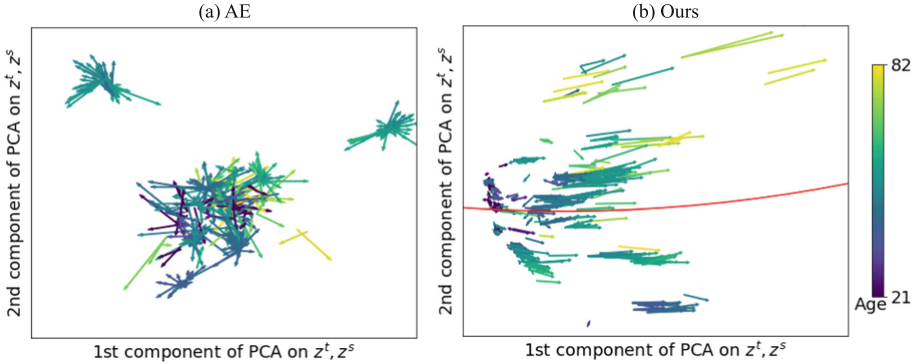 (a) AE
(b) Ours
2nd component of PCA on z^t, z^s
1st component of PCA on z^t, z^s
2nd component of PCA on z^t, z^s
1st component of PCA on z^t, z^s
82
21
Age